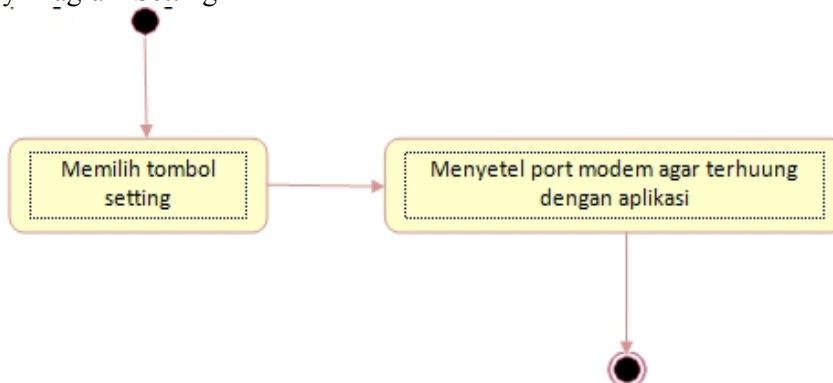 Memilih tombol
setting
Menyetel port modem agar terhuung
dengan aplikasi